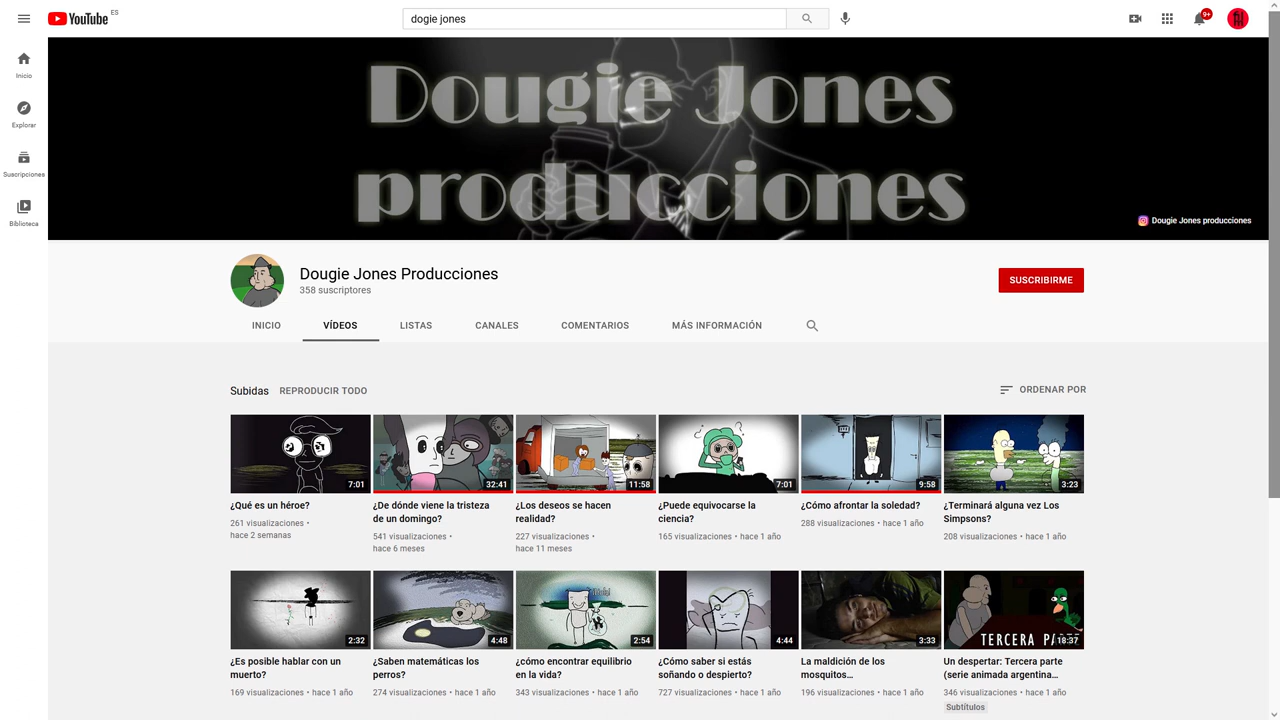 YouTube ES
dogie jones
9+
Inicio
Explorar
Suscripciones
Biblioteca
Dougie Jones
producciones
Dougie Jones producciones
Dougie Jones Producciones
358 suscriptores
SUSCRIBIRME
INICIO VÍDEOS LISTAS CANALES COMENTARIOS MÁS INFORMACIÓN
Subidas REPRODUCIR TODO ORDENAR POR
7:01
¿Qué es un héroe?
261 visualizaciones •
hace 2 semanas
32:41
¿De dónde viene la tristeza
de un domingo?
541 visualizaciones •
hace 6 meses
11:58
¿Los deseos se hacen
realidad?
227 visualizaciones •
hace 11 meses
7:01
¿Puede equivocarse la
ciencia?
165 visualizaciones • hace 1 año
9:58
¿Cómo afrontar la soledad?
288 visualizaciones • hace 1 año
3:23
¿Terminará alguna vez Los
Simpsons?
208 visualizaciones • hace 1 año
2:32
¿Es posible hablar con un
muerto?
169 visualizaciones • hace 1 año
4:48
¿Saben matemáticas los
perros?
274 visualizaciones • hace 1 año
2:54
¿cómo encontrar equilibrio
en la vida?
343 visualizaciones • hace 1 año
4:44
¿Cómo saber si estás
soñando o despierto?
727 visualizaciones • hace 1 año
3:33
La maldición de los
mosquitos...
196 visualizaciones • hace 1 año
TERCERA PARTE
18:37
Un despertar: Tercera parte
(serie animada argentina...
346 visualizaciones • hace 1 año
Subtítulos